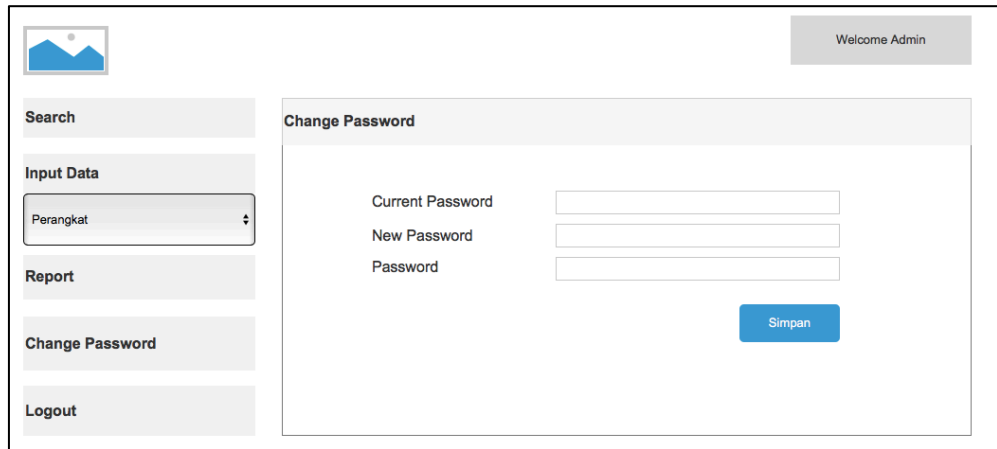 Welcome Admin
Search
Input Data
Perangkat
Report
Change Password
Logout
Change Password
Current Password
New Password
Password
Simpan